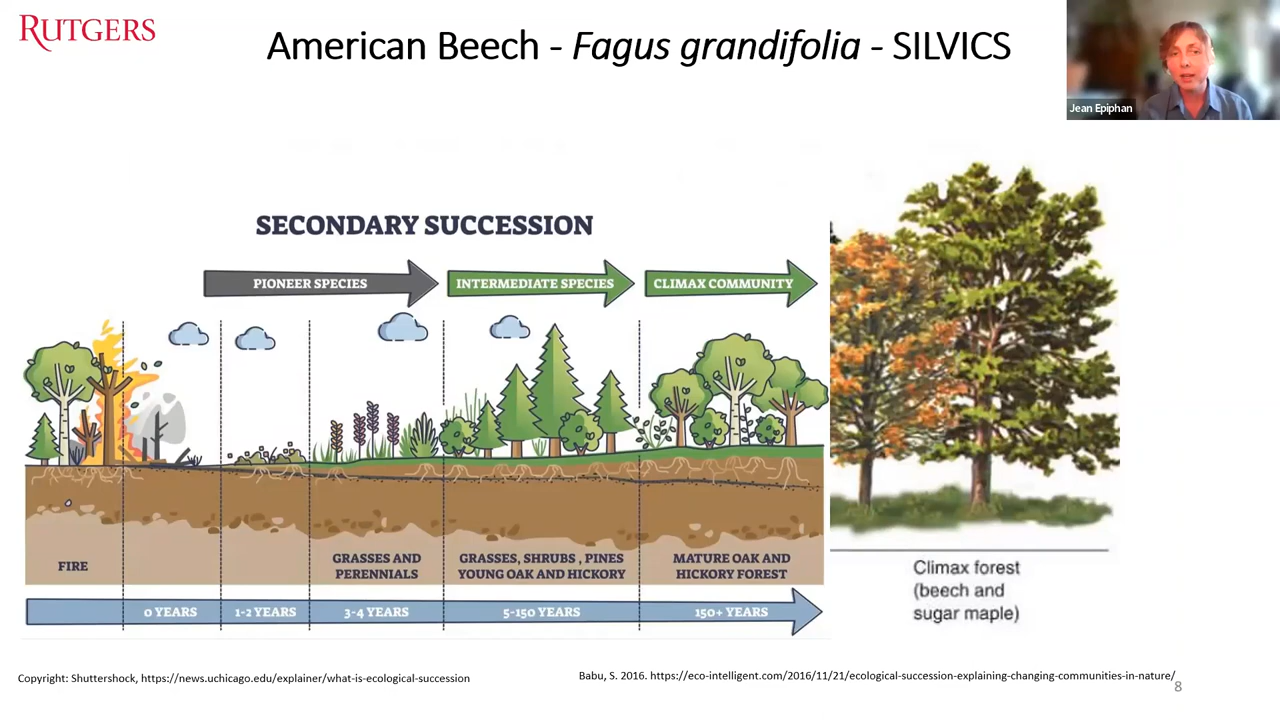 RUTGERS
American Beech - Fagus grandifolia - SILVICS
Jean Epiphan
SECONDARY SUCCESSION
PIONEER SPECIES
INTERMEDIATE SPECIES
CLIMAX COMMUNITY
FIRE
GRASSES AND
PERENNIALS
GRASSES, SHRUBS , PINES
YOUNG OAK AND HICKORY
MATURE OAK AND
HICKORY FOREST
0 YEARS
1-2 YEARS
3-4 YEARS
5-150 YEARS
150+ YEARS
Climax forest
(beech and
sugar maple)
Copyright: Shuttershock, https://news.uchicago.edu/explainer/what-is-ecological-succession
Babu, S. 2016. https://eco-intelligent.com/2016/11/21/ecological-succession-explaining-changing-communities-in-nature/
8